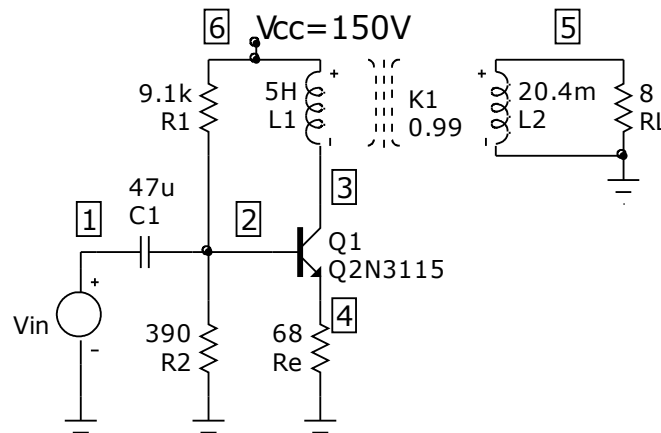 6
Vcc=150V
5
9.1k
R1
5H
L1
K1
0.99
20.4m
L2
8
RL
3
47u
C1
1
2
Q1
Q2N3115
4
Vin
390
R2
68
Re